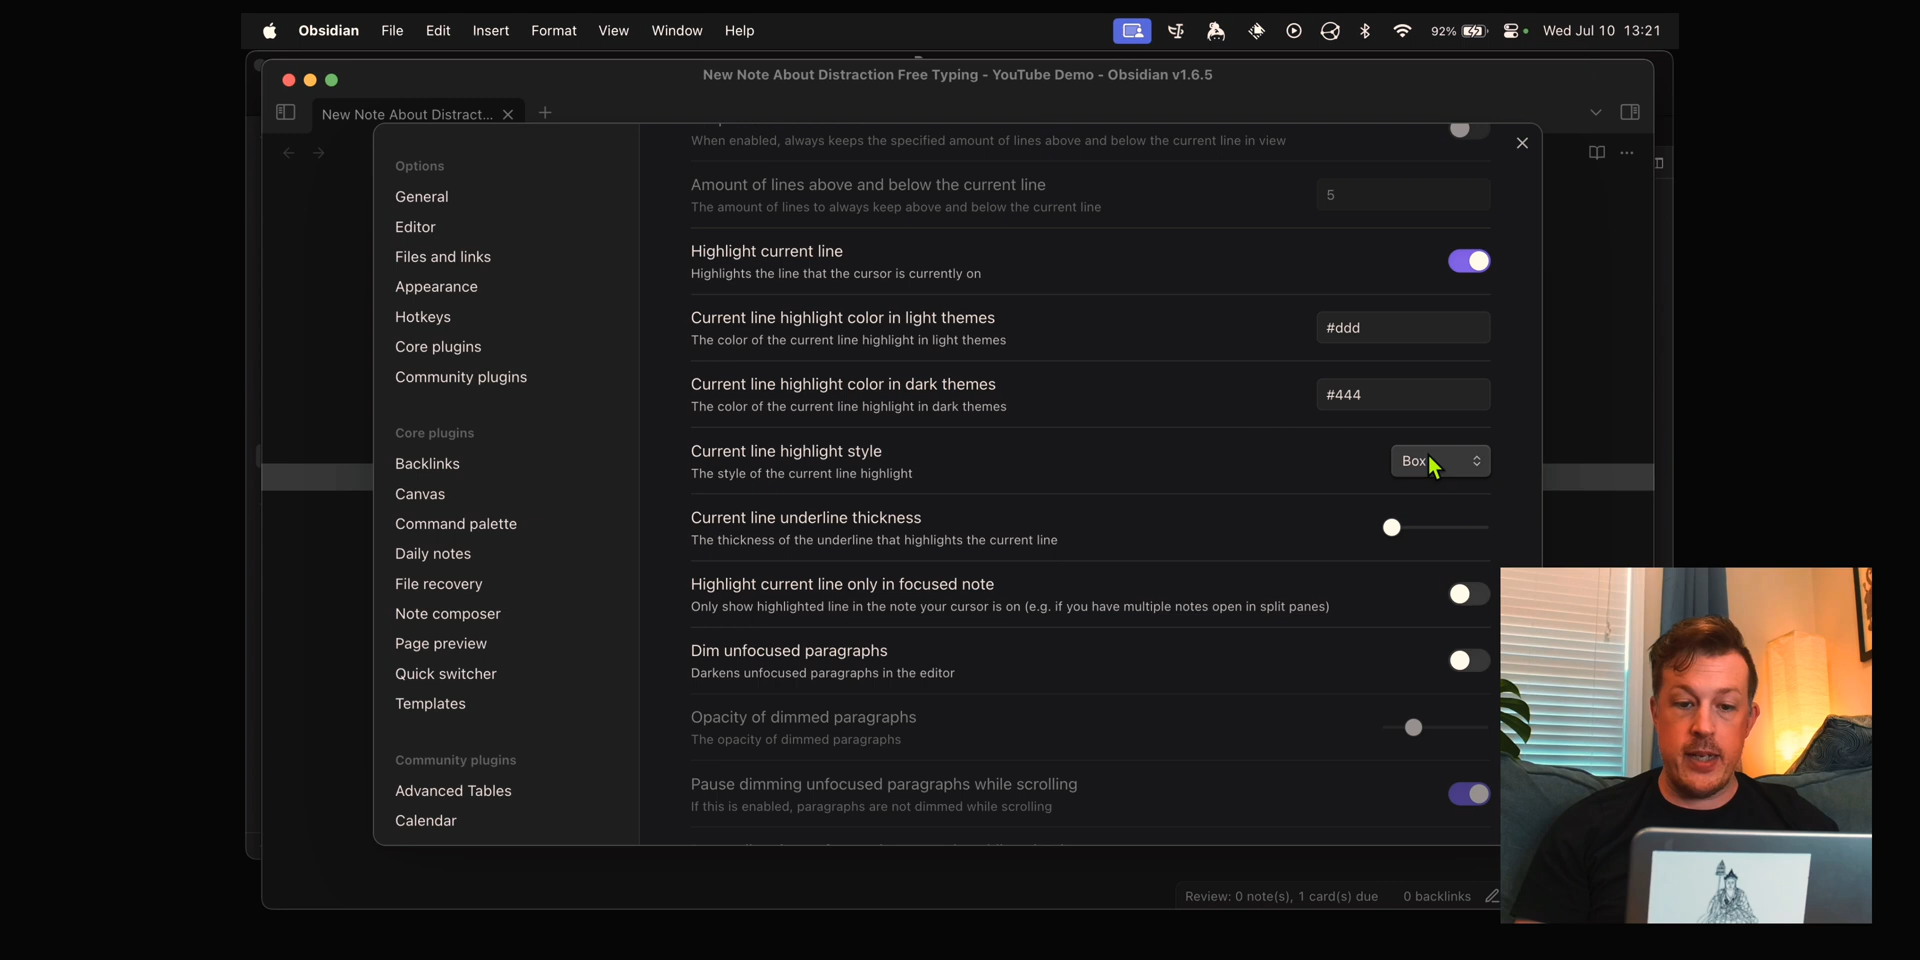 Obsidian File Edit Insert Format View Window Help 92% Wed Jul 10 13:21
New Note About Distraction Free Typing - YouTube Demo - Obsidian v1.6.5
New Note About Distract...
Options
General
Editor
Files and links
Appearance
Hotkeys
Core plugins
Community plugins
Core plugins
Backlinks
Canvas
Command palette
Daily notes
File recovery
Note composer
Page preview
Quick switcher
Templates
Community plugins
Advanced Tables
Calendar
When enabled, always keeps the specified amount of lines above and below the current line in view
Amount of lines above and below the current line
The amount of lines to always keep above and below the current line
5
Highlight current line
Highlights the line that the cursor is currently on
Current line highlight color in light themes
The color of the current line highlight in light themes
#ddd
Current line highlight color in dark themes
The color of the current line highlight in dark themes
#444
Current line highlight style
The style of the current line highlight
Box
Current line underline thickness
The thickness of the underline that highlights the current line
Highlight current line only in focused note
Only show highlighted line in the note your cursor is on (e.g. if you have multiple notes open in split panes)
Dim unfocused paragraphs
Darkens unfocused paragraphs in the editor
Opacity of dimmed paragraphs
The opacity of dimmed paragraphs
Pause dimming unfocused paragraphs while scrolling
If this is enabled, paragraphs are not dimmed while scrolling
Review: 0 note(s), 1 card(s) due 0 backlinks